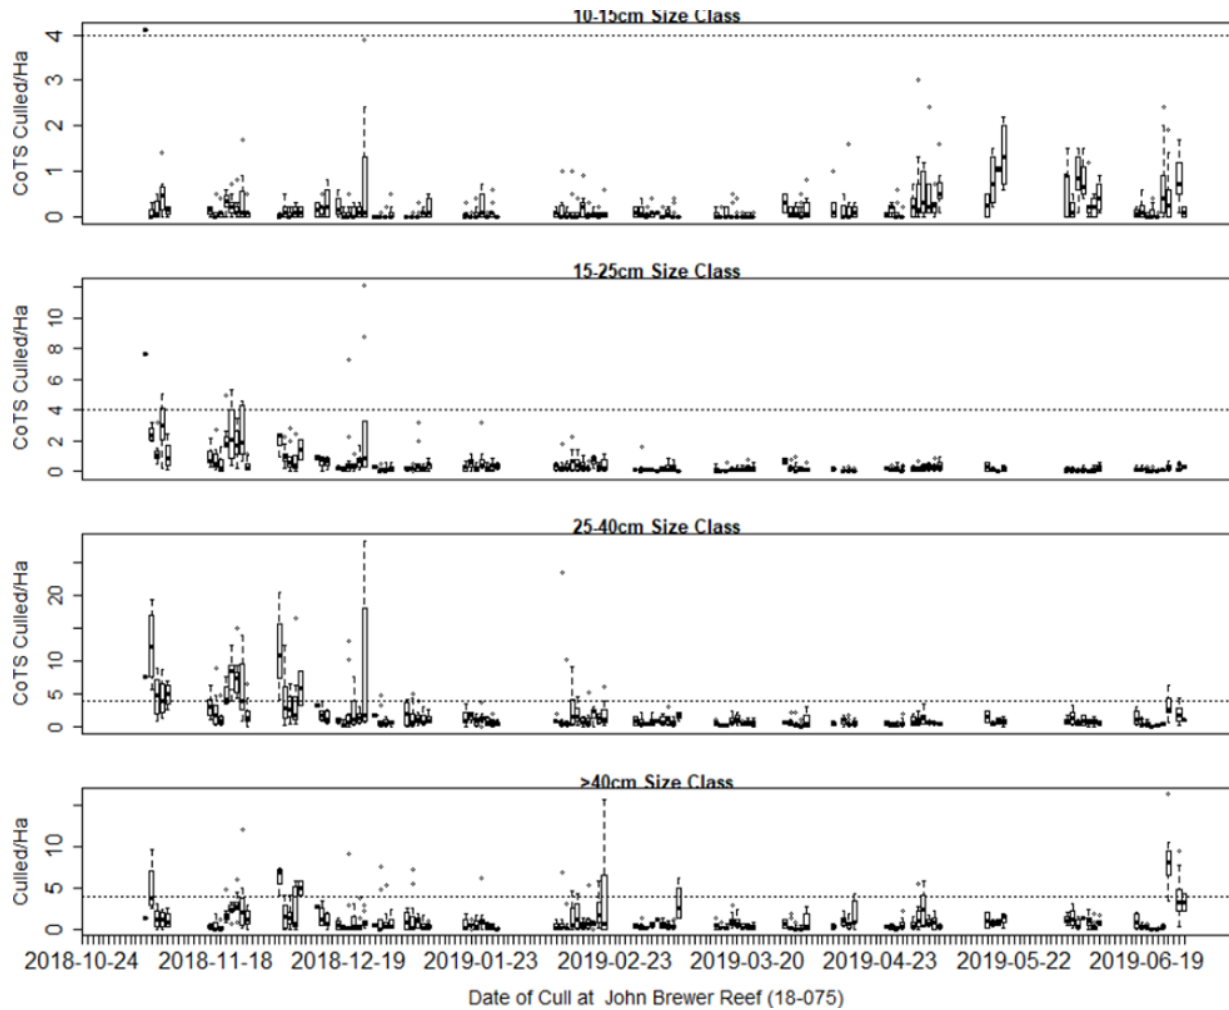 10-15cm Size Class
CoTS Culled/Ha
4
3
2
1
0
15-25cm Size Class
CoTS Culled/Ha
10
8
6
4
2
0
25-40cm Size Class
CoTS Culled/Ha
20
10
5
0
>40cm Size Class
Culled/Ha
10
5
0
2018-10-24 2018-11-18 2018-12-19 2019-01-23 2019-02-23 2019-03-20 2019-04-23 2019-05-22 2019-06-19
Date of Cull at John Brewer Reef (18-075)